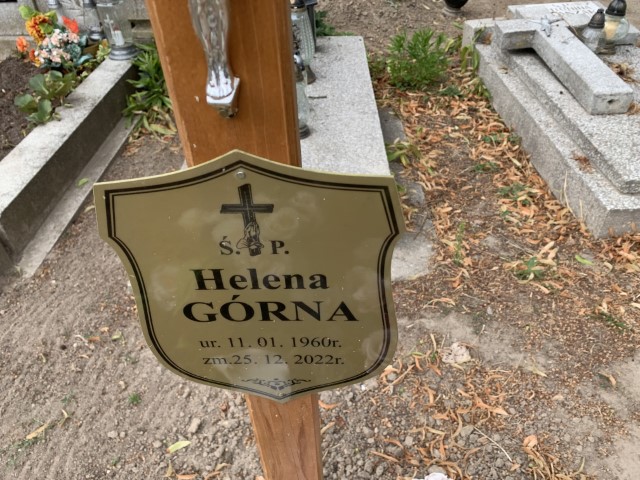 Ś. P.
Helena
GÓRNA
ur. 11. 01. 1960r.
zm.25. 12. 2022r.